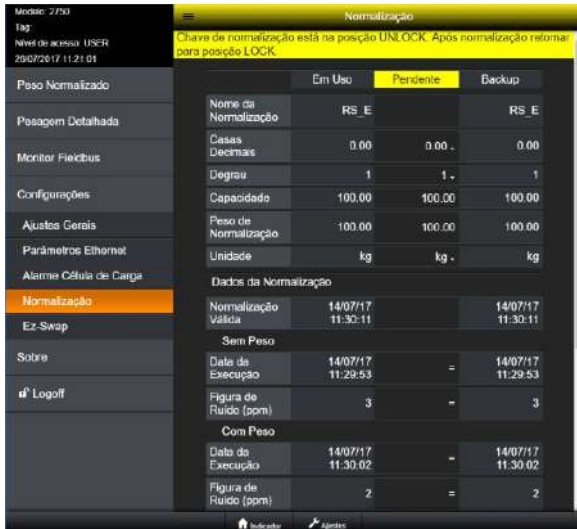 Modelo: 2750
Tag:
Nível de acesso: USER
26/07/2017 11:21:01
Peso Normalizado
Pesagem Detalhada
Monitor Fieldbus
Configurações
Ajustes Gerais
Parâmetros Ethernet
Alarme Célula de Carga
Normalização
Ez-Swap
Sobre
Logoff
Normalização
Chave de normalização está na posição UNLOCK. Após normalização retornar
para posição LOCK.
Em Uso Pendente Backup
Nome da
Normalização RS_E RS_E
Casas
Decimais 0.00 0.00 0.00
Degrau 1 1 1
Capacidade 100.00 100.00 100.00
Peso de
Normalização 100.00 100.00 100.00
Unidade kg kg kg
Dados da Normalização
Normalização
Válida 14/07/17
11:30:11 14/07/17
11:30:11
Sem Peso
Data da
Execução 14/07/17
11:29:53 = 14/07/17
11:29:53
Figura de
Ruído (ppm) 3 = 3
Com Peso
Data da
Execução 14/07/17
11:30:02 = 14/07/17
11:30:02
Figura de
Ruído (ppm) 2 = 2
Indicador Ajustes